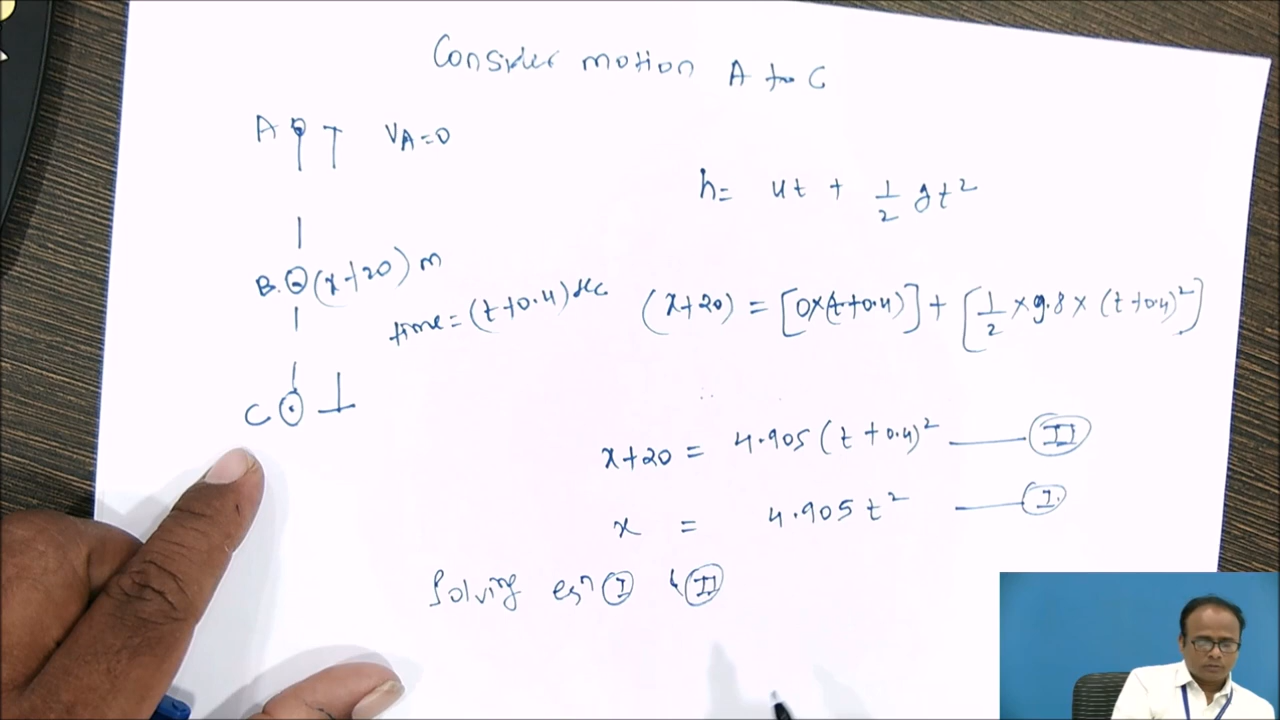 Consider motion A to C
A VA=0
h= ut + 1/2 gt²
B (x+20) m
time = (t+0.4) sec
(x+20) = [0×(t+0.4)] + [1/2 × 9.8 × (t+0.4)²]
C
x+20 = 4.905 (t+0.4)² — II
x = 4.905 t² — I.
Solving eqn I & II